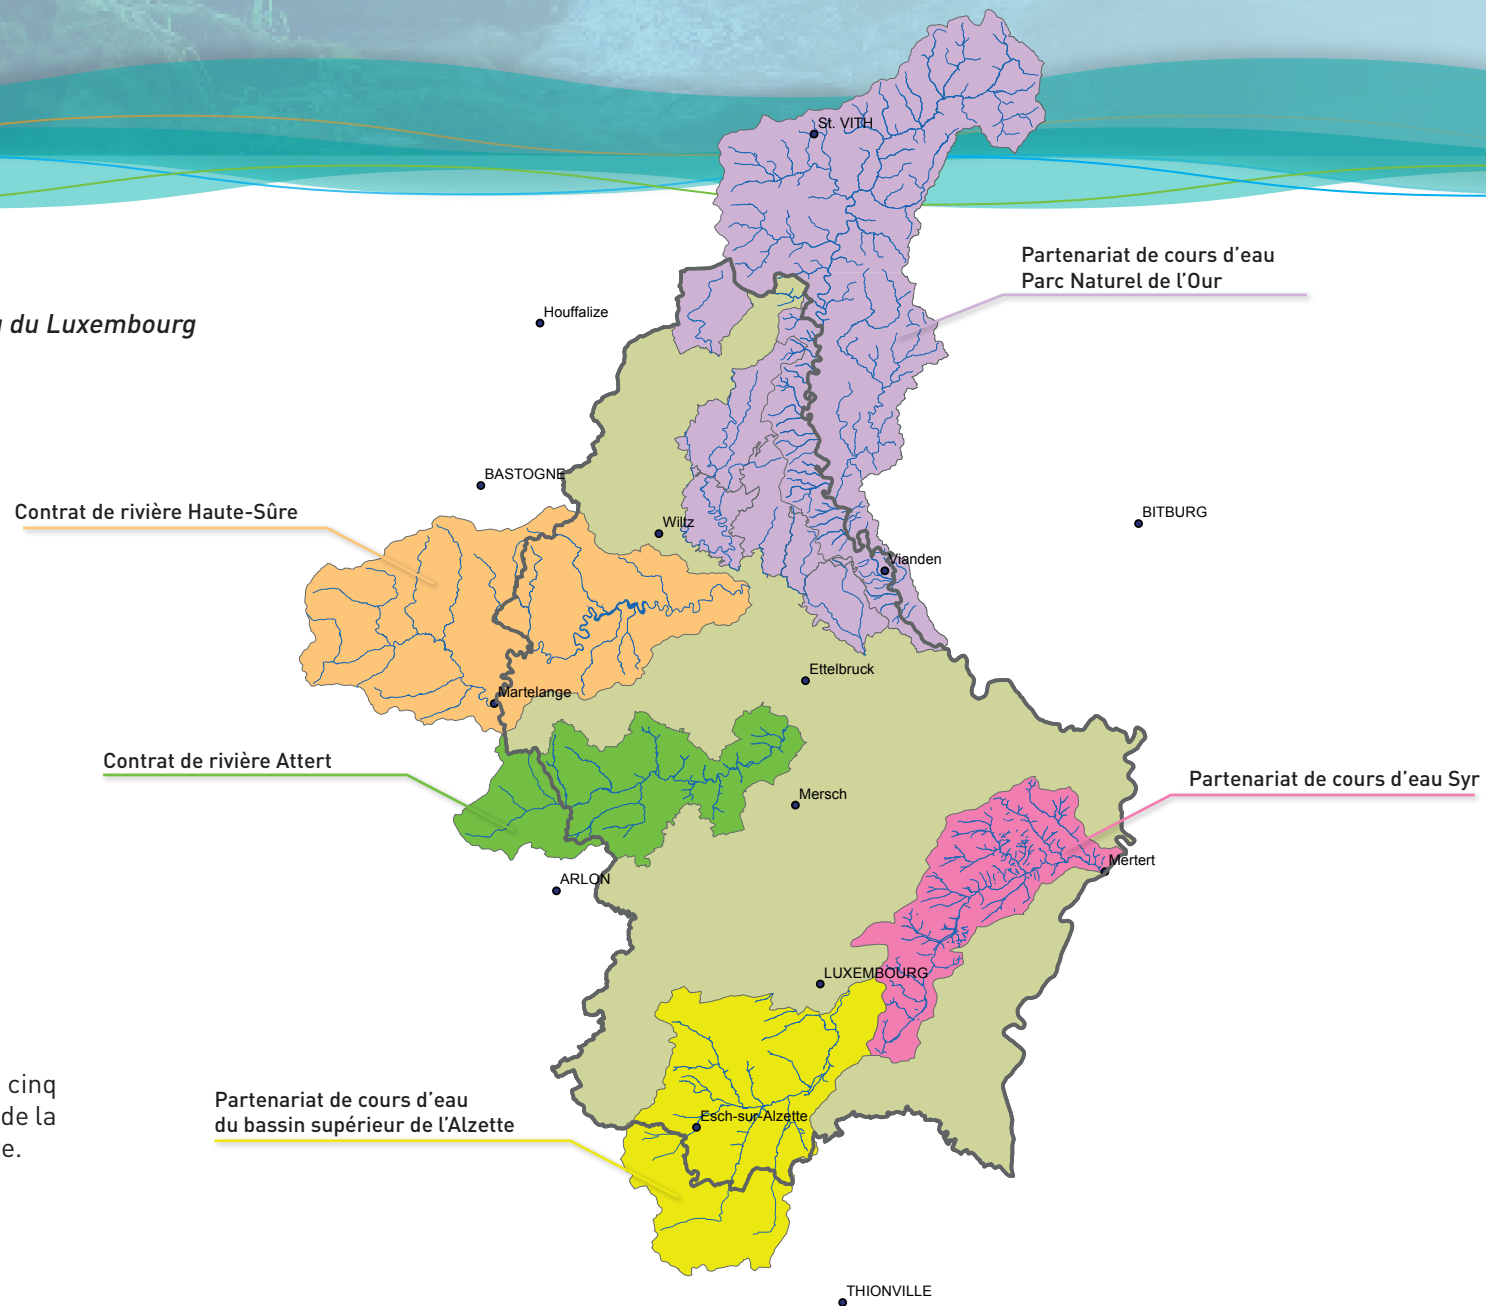 St. VITH
Partenariat de cours d'eau
Parc Naturel de l'Our
Houffalize
du Luxembourg
BASTOGNE
Contrat de rivière Haute-Sûre
Wiltz
BITBURG
Vianden
Ettelbruck
Martelange
Contrat de rivière Attert
Partenariat de cours d'eau Syr
Mersch
Mertert
ARLON
LUXEMBOURG
cinq
de la
e.
Partenariat de cours d'eau
du bassin supérieur de l'Alzette
Esch-sur-Alzette
THIONVILLE